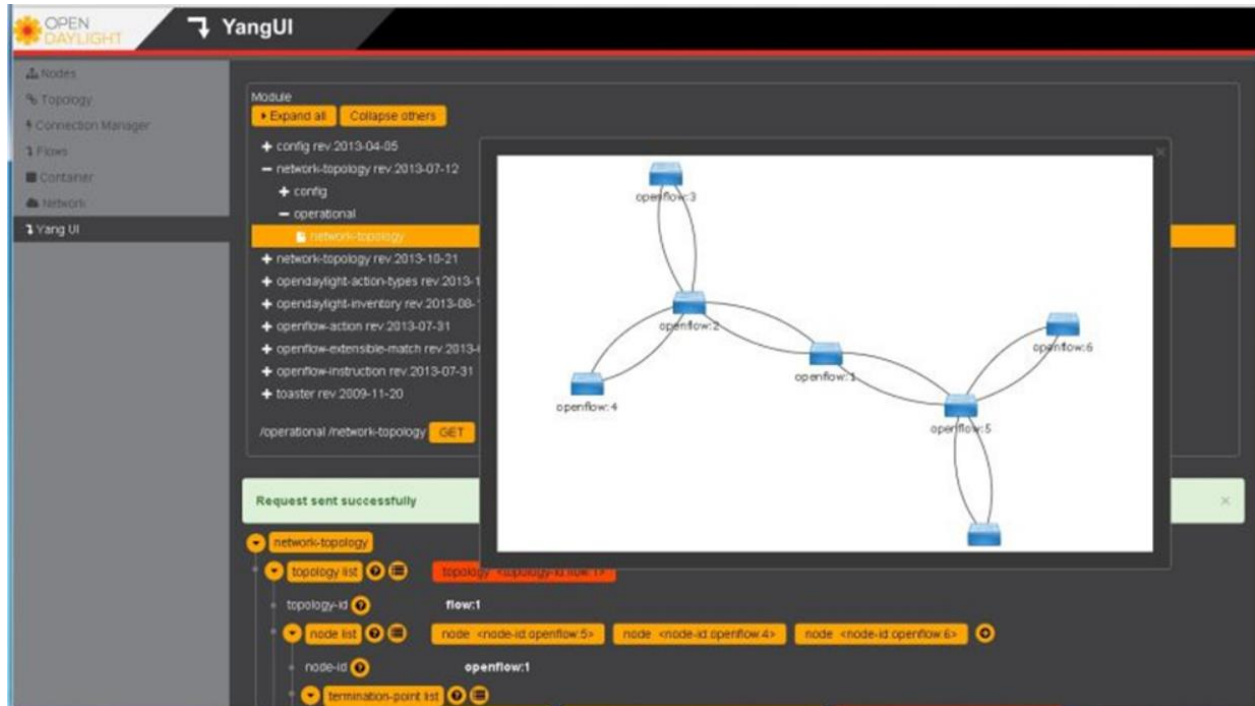 OPEN
DAYLIGHT
YangUI
Nodes
Topology
Connection Manager
Flows
Container
Network
Yang UI
Module
Expand all
Collapse others
config rev.2013-04-05
network-topology rev.2013-07-12
config
operational
network-topology
network-topology rev.2013-10-21
opendaylight-action-types rev.2013-1
opendaylight-inventory rev.2013-08-
openflow-action rev.2013-07-31
openflow-extensible-match rev.2013-
openflow-instruction rev.2013-07-31
toaster rev.2009-11-20
/operational /network-topology GET
openflow:3
openflow:2
openflow:1
openflow:6
openflow:4
openflow:5
Request sent successfully
network-topology
topology list topology <topology-id:flow:1>
topology-id flow:1
node list node <node-id:openflow:5> node <node-id:openflow:4> node <node-id:openflow:6>
node-id openflow:1
termination-point list